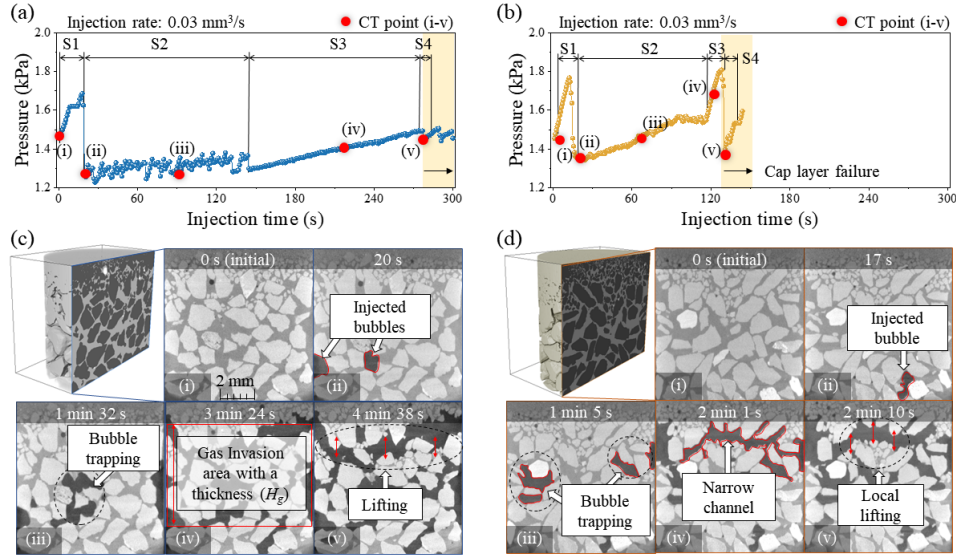 (a)
Injection rate: 0.03 mm³/s
CT point (i-v)
S1
S2
S3
S4
Pressure (kPa)
2.0
1.8
1.6
1.4
1.2
(i)
(ii)
(iii)
(iv)
(v)
0
60
120
180
240
300
Injection time (s)
(b)
Injection rate: 0.03 mm³/s
CT point (i-v)
S1
S2
S3
S4
Pressure (kPa)
2.0
1.8
1.6
1.4
1.2
(i)
(ii)
(iii)
(iv)
(v)
Cap layer failure
0
60
120
180
240
300
Injection time (s)
(c)
0 s (initial)
2 mm
(i)
20 s
Injected
bubbles
(ii)
1 min 32 s
Bubble
trapping
(iii)
3 min 24 s
Gas Invasion
area with a
thickness (Hg)
(iv)
4 min 38 s
Lifting
(v)
(d)
0 s (initial)
(i)
17 s
Injected
bubble
(ii)
1 min 5 s
Bubble
trapping
(iii)
2 min 1 s
Narrow
channel
(iv)
2 min 10 s
Local
lifting
(v)